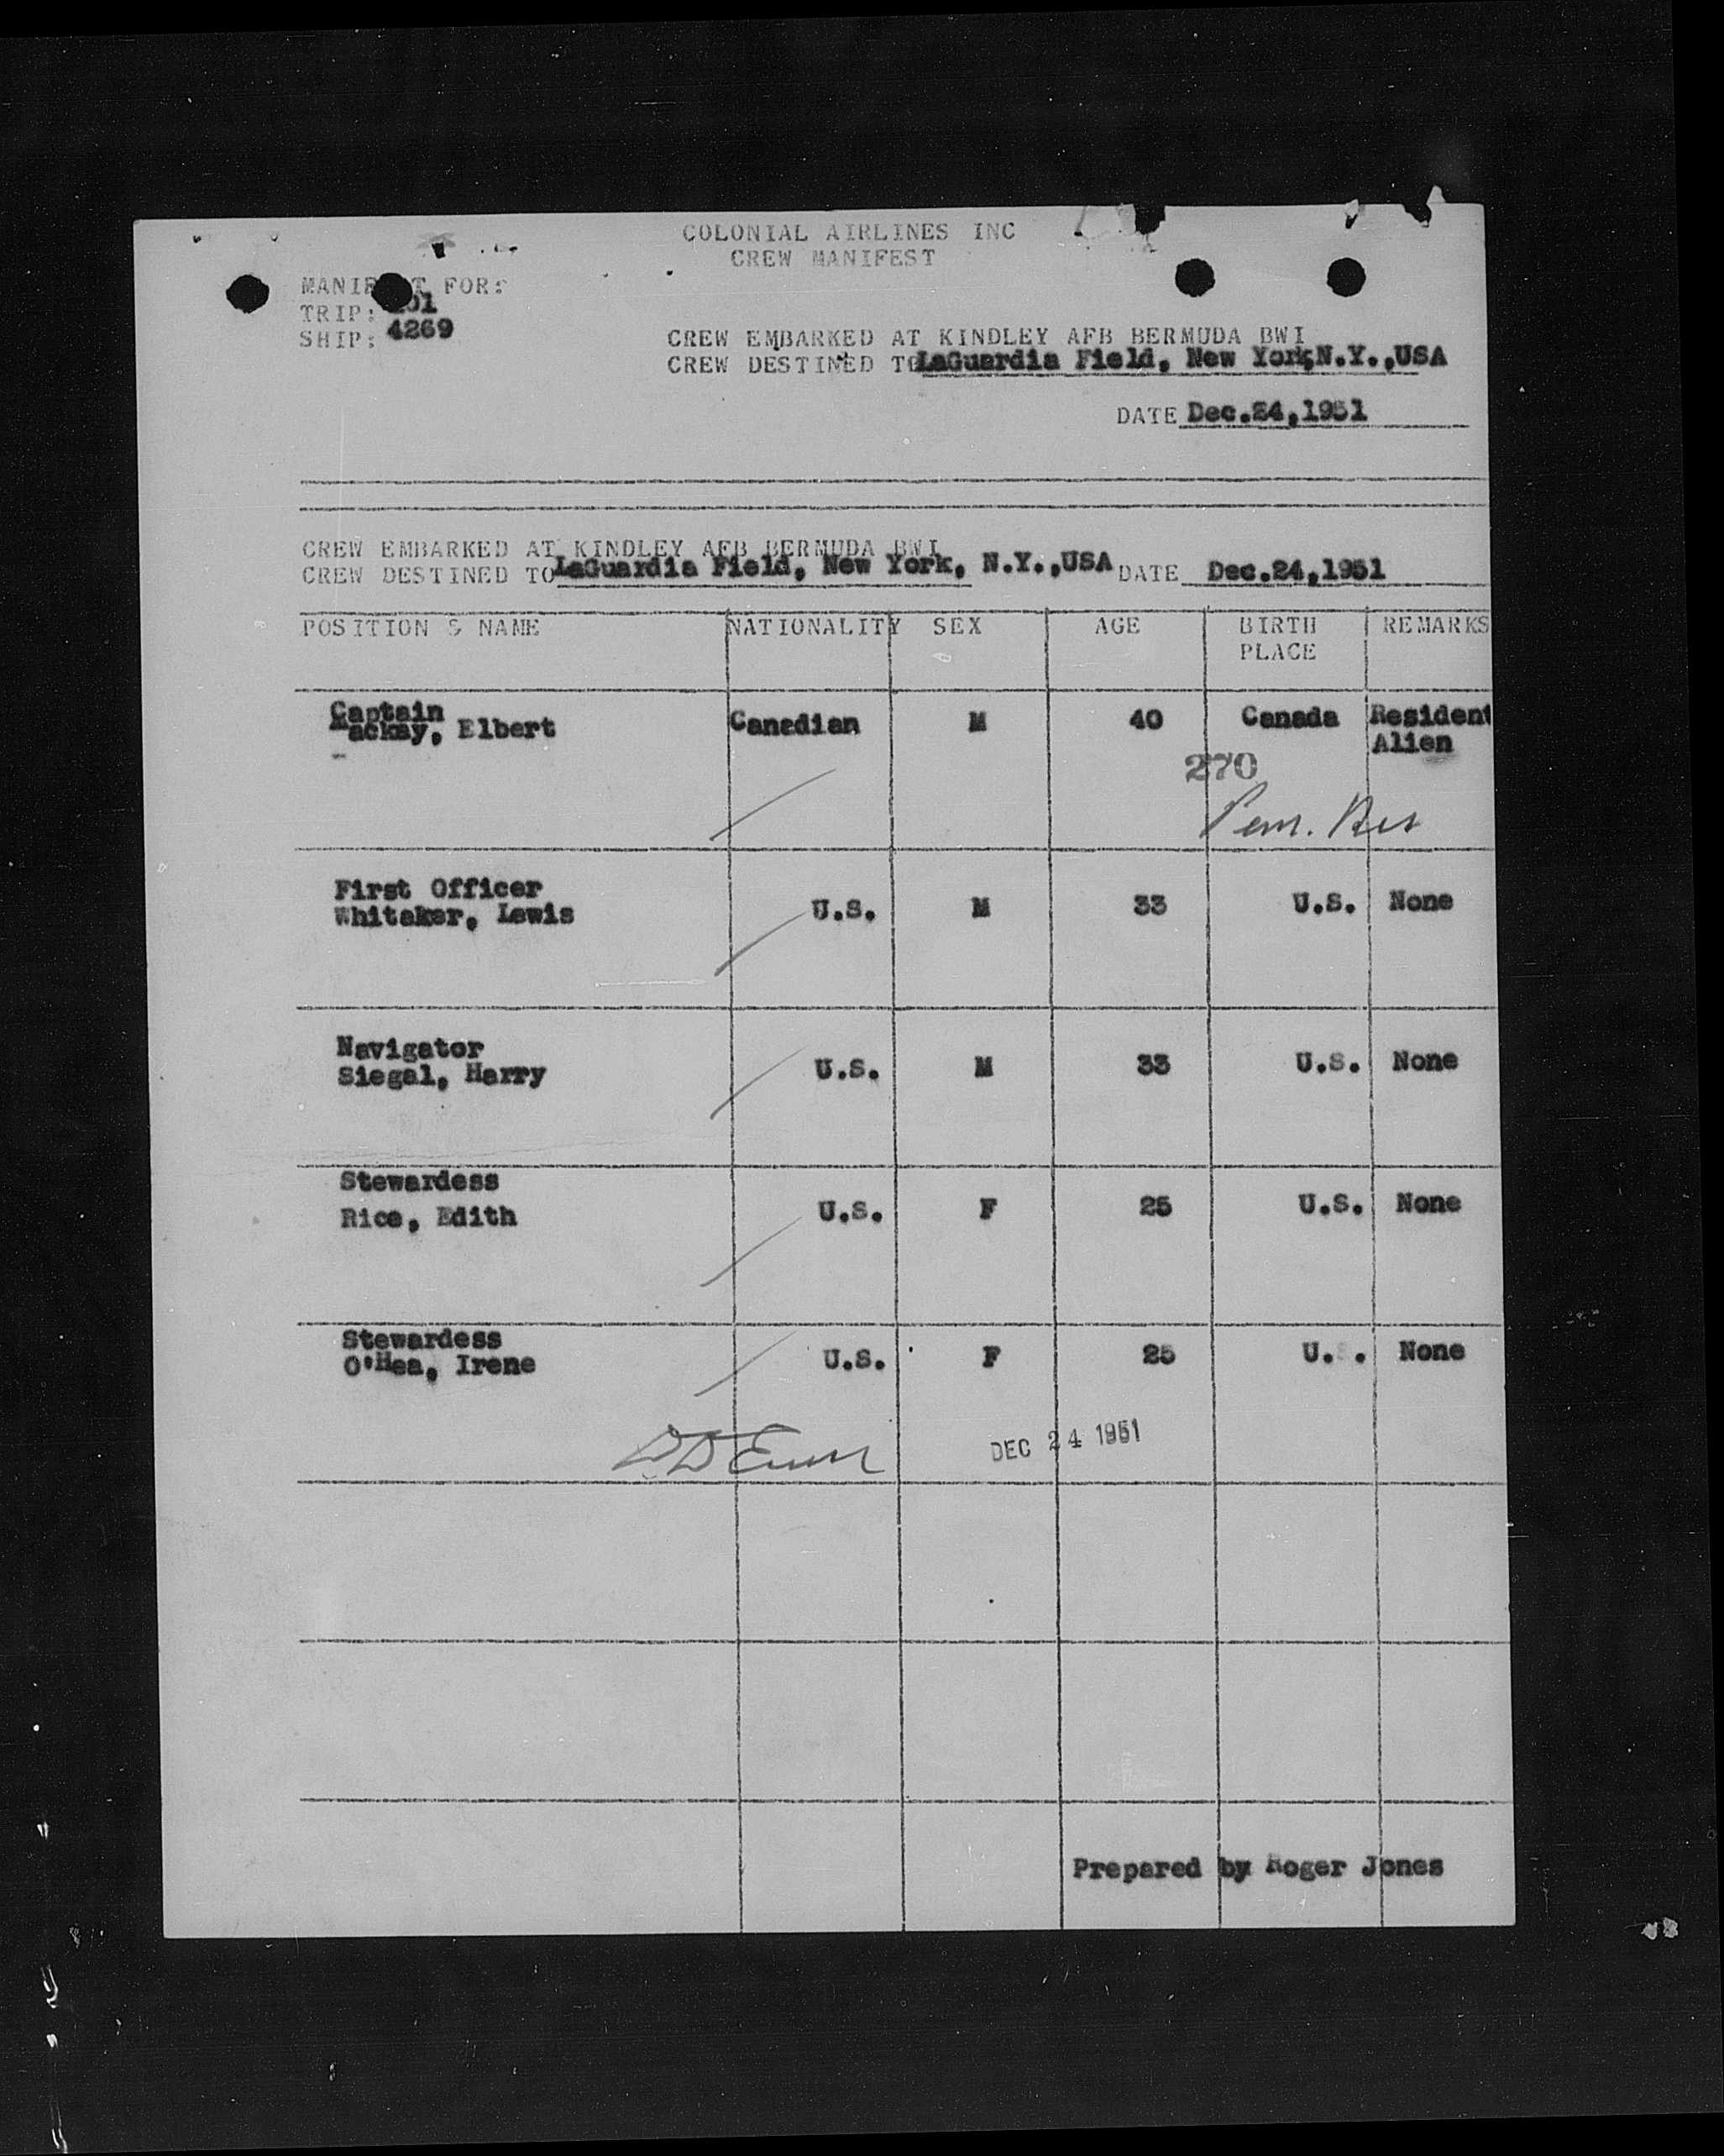 COLONIAL AIRLINES INC
CREW MANIFEST
MANIFEST FOR:
TRIP: 01
SHIP: 4269
CREW EMBARKED AT KINDLEY AFB BERMUDA BWI
CREW DESTINED TO LaGuardia Field, New York, N.Y.,USA
DATE Dec.24,1951
CREW EMBARKED AT KINDLEY AFB BERMUDA BWI
CREW DESTINED TO LaGuardia Field, New York, N.Y.,USA DATE Dec.24,1951
POSITION & NAME NATIONALITY SEX AGE BIRTH PLACE REMARKS
Captain
Mackay, Elbert Canadian M 40 Canada Resident Alien
270
Perm. Res
First Officer
Whitaker, Lewis U.S. M 33 U.S. None
Navigator
Siegal, Harry U.S. M 33 U.S. None
Stewardess
Rice, Edith U.S. F 25 U.S. None
Stewardess
O'Hea, Irene U.S. F 25 U. . None
DEC 24 1951
Prepared by Roger Jones